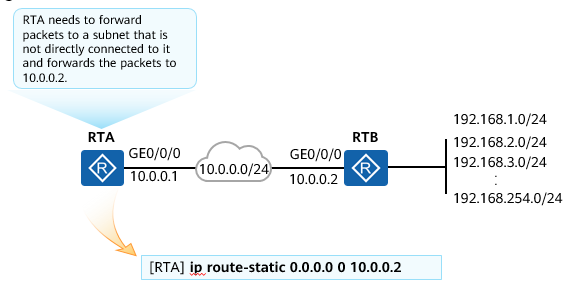 RTA needs to forward
packets to a subnet that is
not directly connected to it
and forwards the packets to
10.0.0.2.
RTA
RTB
GE0/0/0
10.0.0.1
R
10.0.0.0/24
GE0/0/0
10.0.0.2
R
192.168.1.0/24
192.168.2.0/24
192.168.3.0/24
:
192.168.254.0/24
[RTA] ip route-static 0.0.0.0 0 10.0.0.2